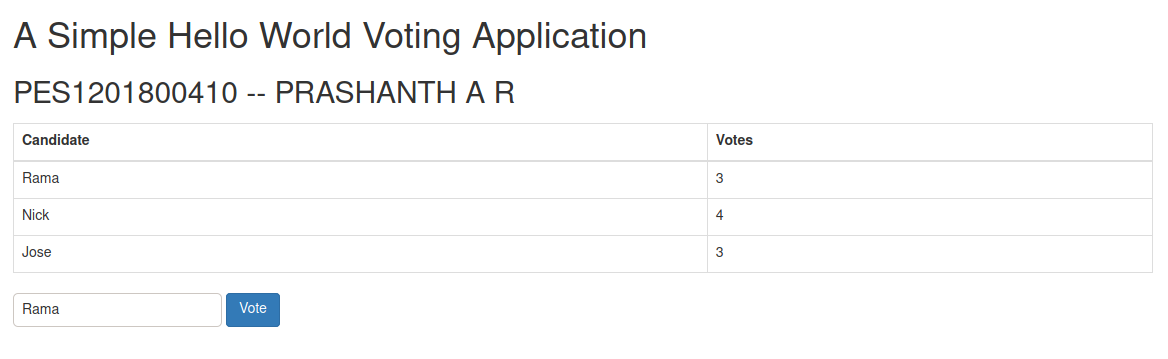 A Simple Hello World Voting Application
PES1201800410 -- PRASHANTH A R
Candidate Votes
Rama 3
Nick 4
Jose 3
Rama Vote